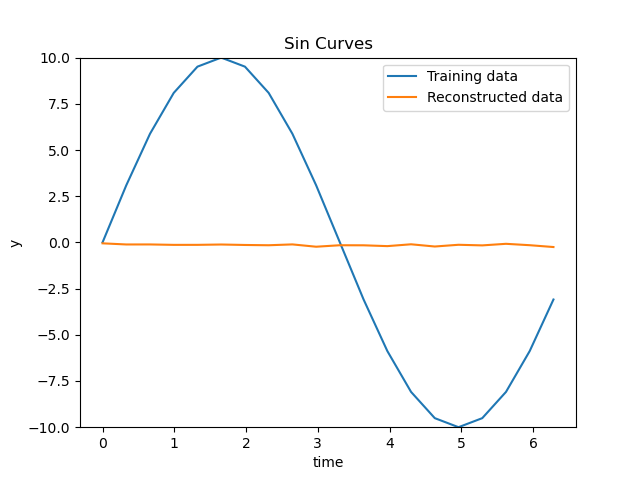 Sin Curves
Training data
Reconstructed data
10.0
7.5
5.0
2.5
0.0
−2.5
−5.0
−7.5
−10.0
y
0 1 2 3 4 5 6
time